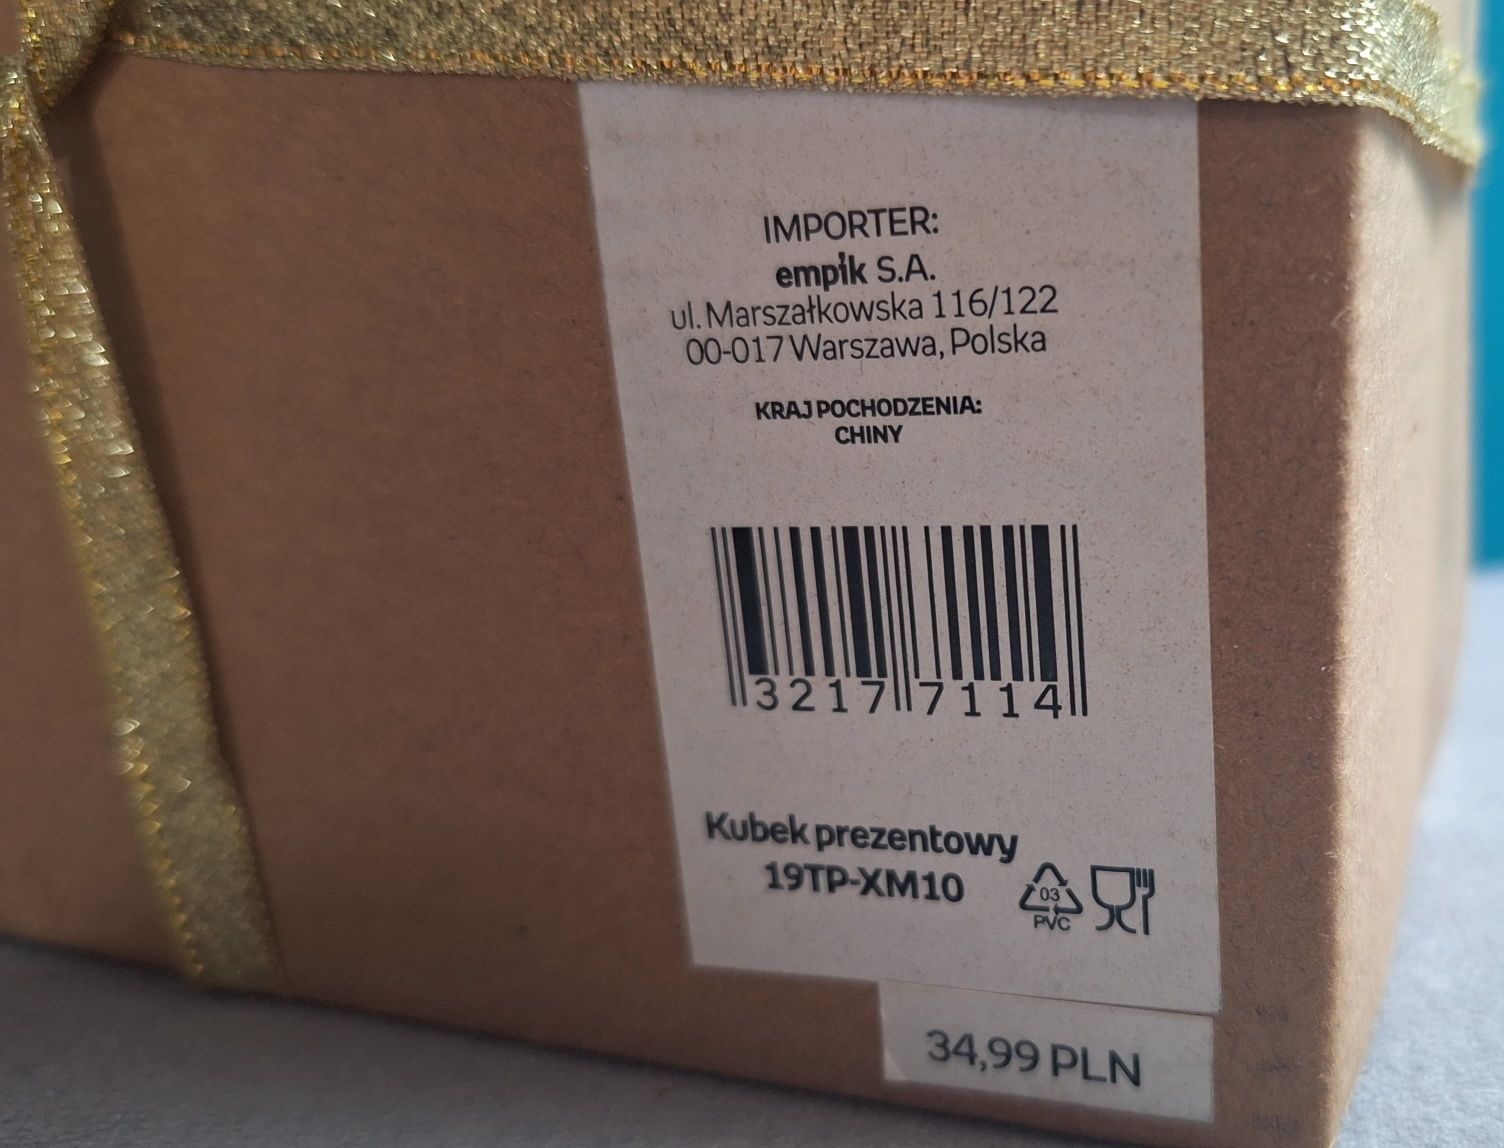 IMPORTER:
empik S.A.
ul. Marszałkowska 116/122
00-017 Warszawa, Polska
KRAJ POCHODZENIA:
CHINY
3217 7114
Kubek prezentowy
19TP-XM10
03
PVC
34,99 PLN